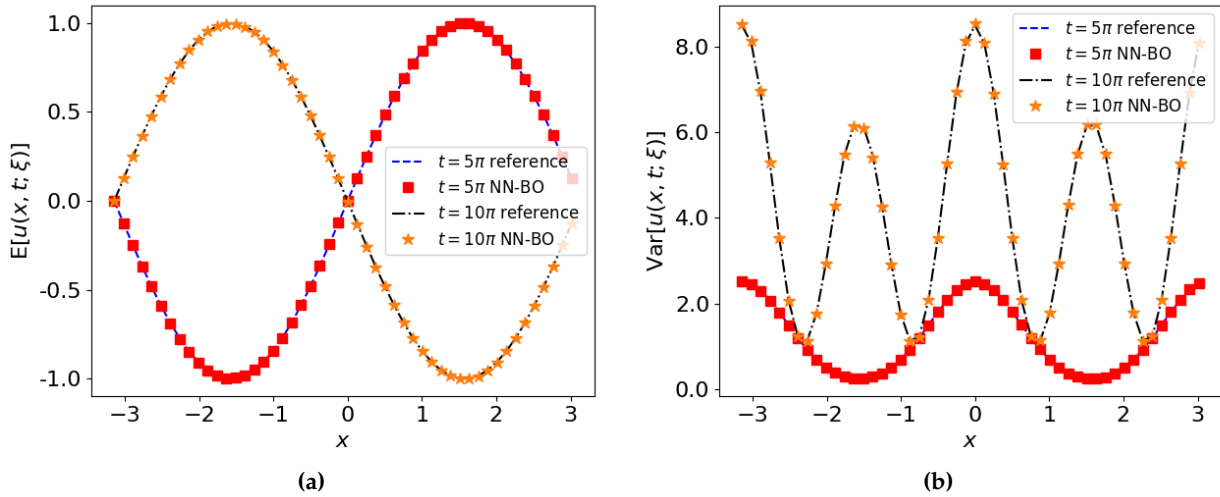 E[u(x, t; ξ)]
1.0
0.5
0.0
-0.5
-1.0
−3 −2 −1 0 1 2 3
x
t = 5π reference
t = 5π NN-BO
t = 10π reference
t = 10π NN-BO
(a)
Var[u(x, t; ξ)]
8.0
6.0
4.0
2.0
0.0
−3 −2 −1 0 1 2 3
x
t = 5π reference
t = 5π NN-BO
t = 10π reference
t = 10π NN-BO
(b)